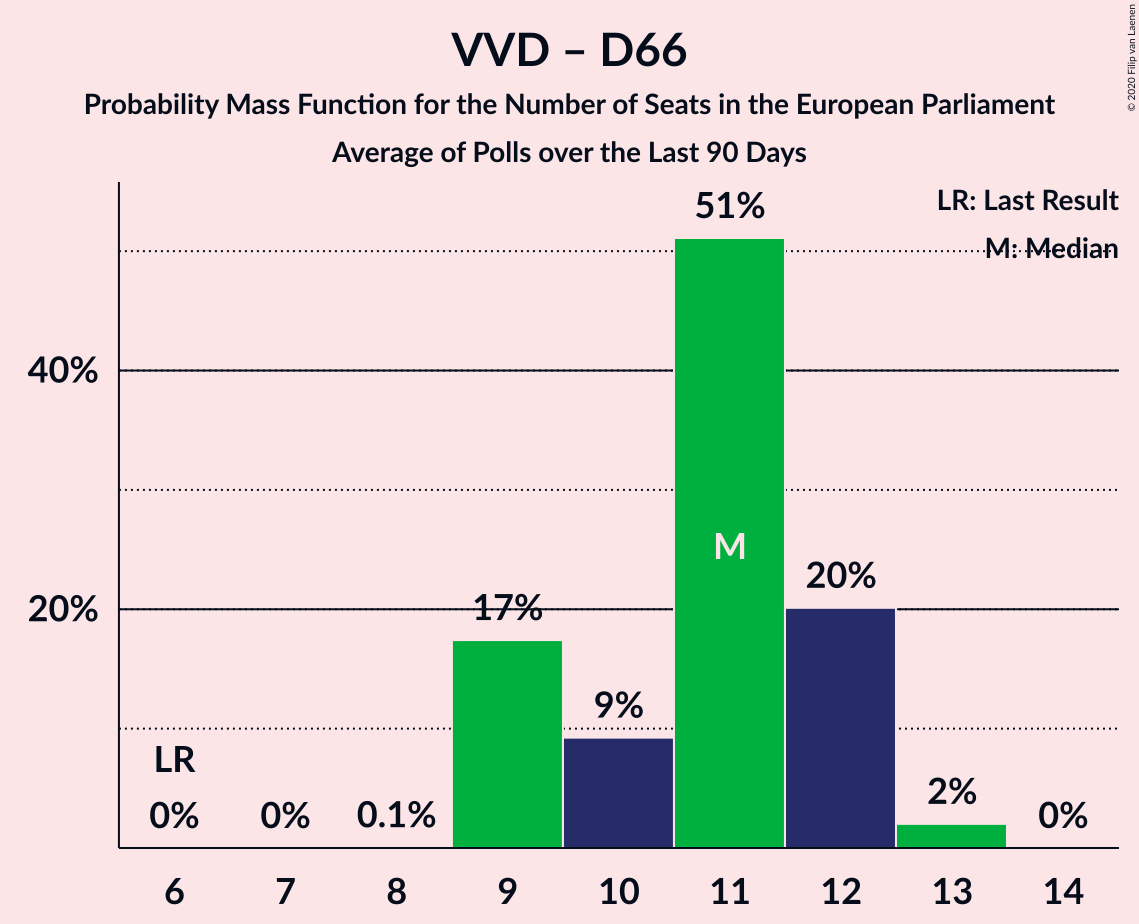 VVD – D66
Probability Mass Function for the Number of Seats in the European Parliament
Average of Polls over the Last 90 Days
© 2020 Filip van Laenen
LR: Last Result
M: Median
51%
40%
M
20%
20%
17%
9%
LR
2%
0%
0%
0.1%
0%
6
7
8
9
10
11
12
13
14